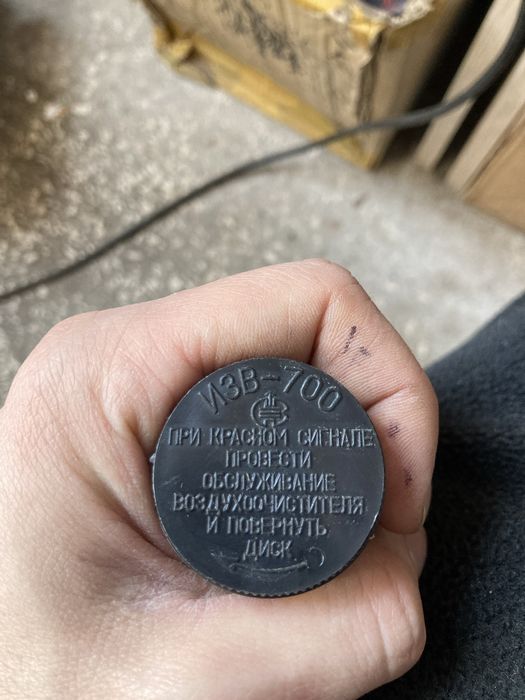 ИЗВ-700
ПРИ КРАСНОМ СИГНАЛЕ
ПРОВЕСТИ
ОБСЛУЖИВАНИЕ
ВОЗДУХООЧИСТИТЕЛЯ
И ПОВЕРНУТЬ
ДИСК